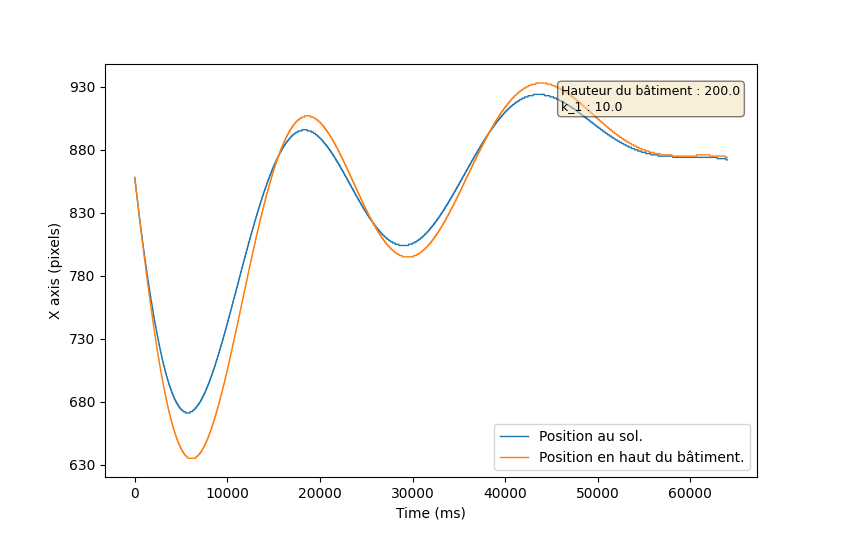 930
880
830
780
730
680
630
X axis (pixels)
Hauteur du bâtiment : 200.0
k_1 : 10.0
Position au sol.
Position en haut du bâtiment.
0 10000 20000 30000 40000 50000 60000
Time (ms)